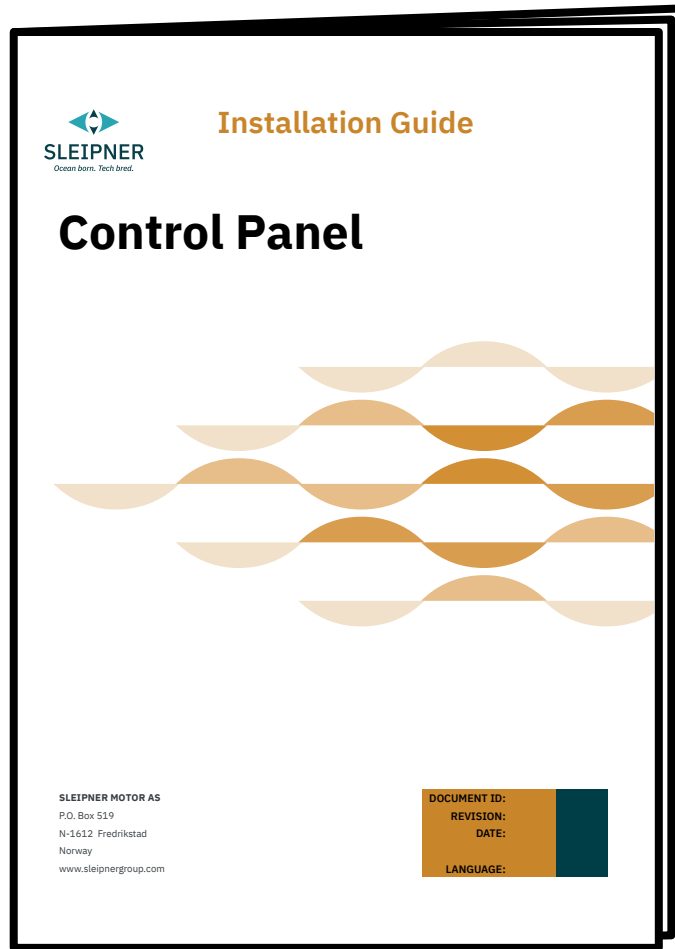 Installation Guide
SLEIPNER
Ocean born. Tech bred.
Control Panel
SLEIPNER MOTOR AS
P.O. Box 519
N-1612 Fredrikstad
Norway
www.sleipnergroup.com
DOCUMENT ID:
REVISION:
DATE:
LANGUAGE: